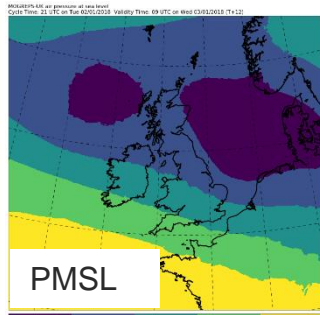 MOGREPS-UK air pressure at sea level
Cycle Time: 21 UTC on Tue 02/01/2018 Validity Time: 09 UTC on Wed 03/01/2018 (T+12)
PMSL